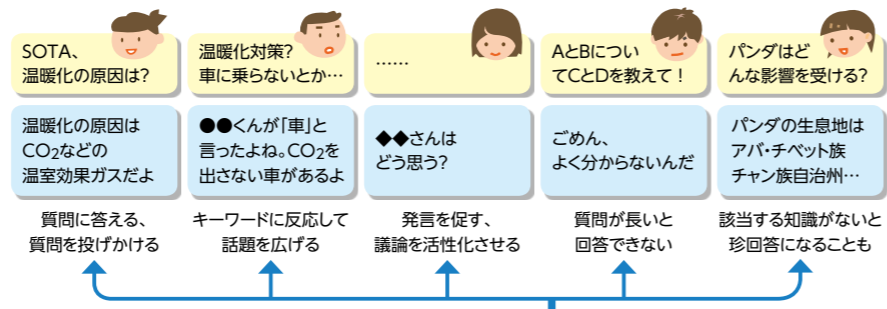 SOTA、
温暖化の原因は?
温暖化対策?
車に乗らないとか…
……
AとBについ
てCとDを教えて!
パンダはど
んな影響を受ける?
温暖化の原因は
CO₂などの
温室効果ガスだよ
●●くんが「車」と
言ったよね。CO₂を
出さない車があるよ
◆◆さんは
どう思う?
ごめん、
よく分からないんだ
パンダの生息地は
アバ・チベット族
チャン族自治州…
質問に答える、
質問を投げかける
キーワードに反応して
話題を広げる
発言を促す、
議論を活性化させる
質問が長いと
回答できない
該当する知識がないと
珍回答になることも